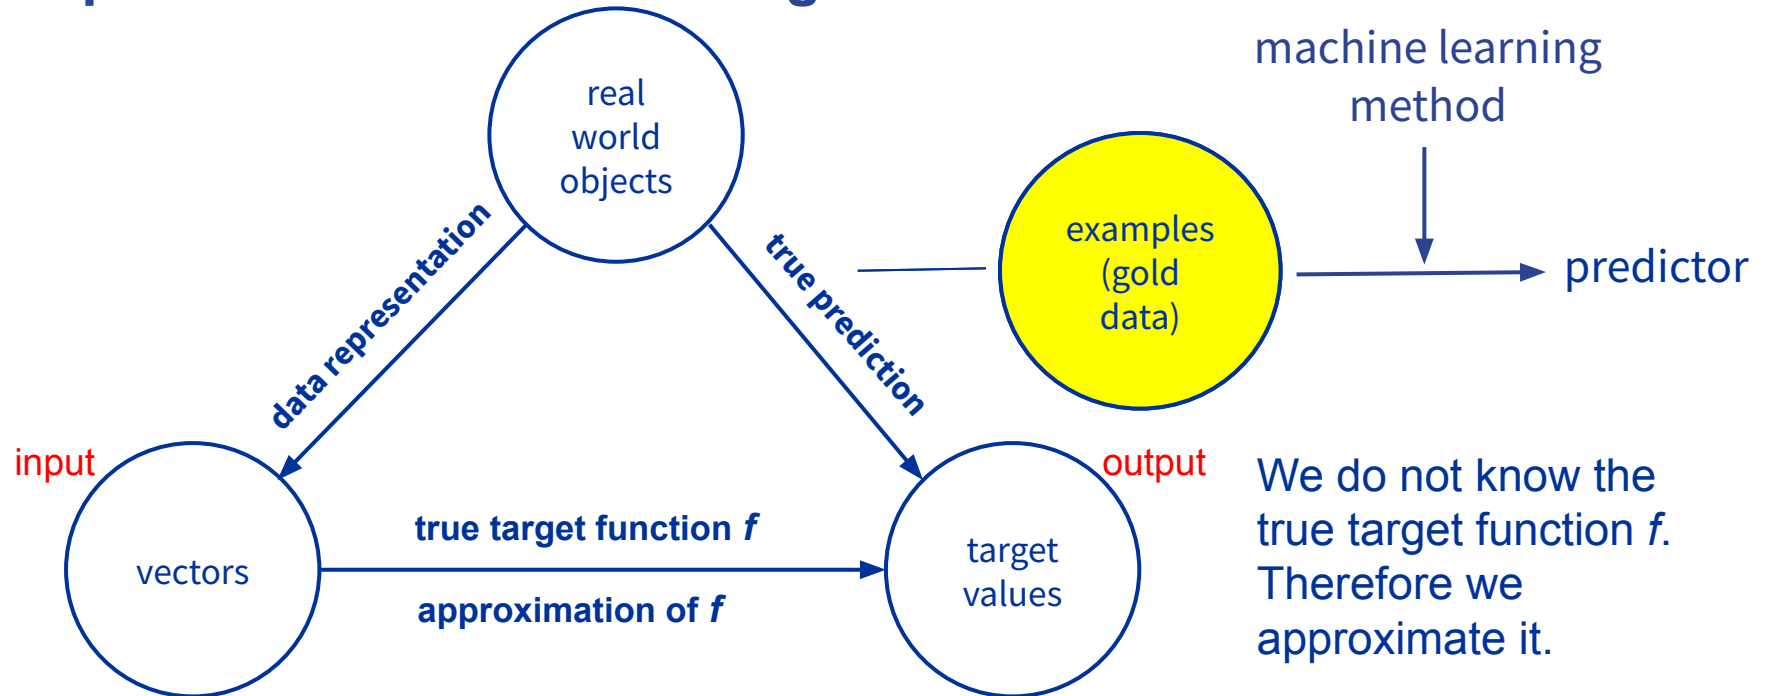 machine learning
method
real
world
objects
examples
(gold
data)
predictor
data representation
true prediction
input
output
vectors
true target function f
approximation of f
target
values
We do not know the
true target function f.
Therefore we
approximate it.